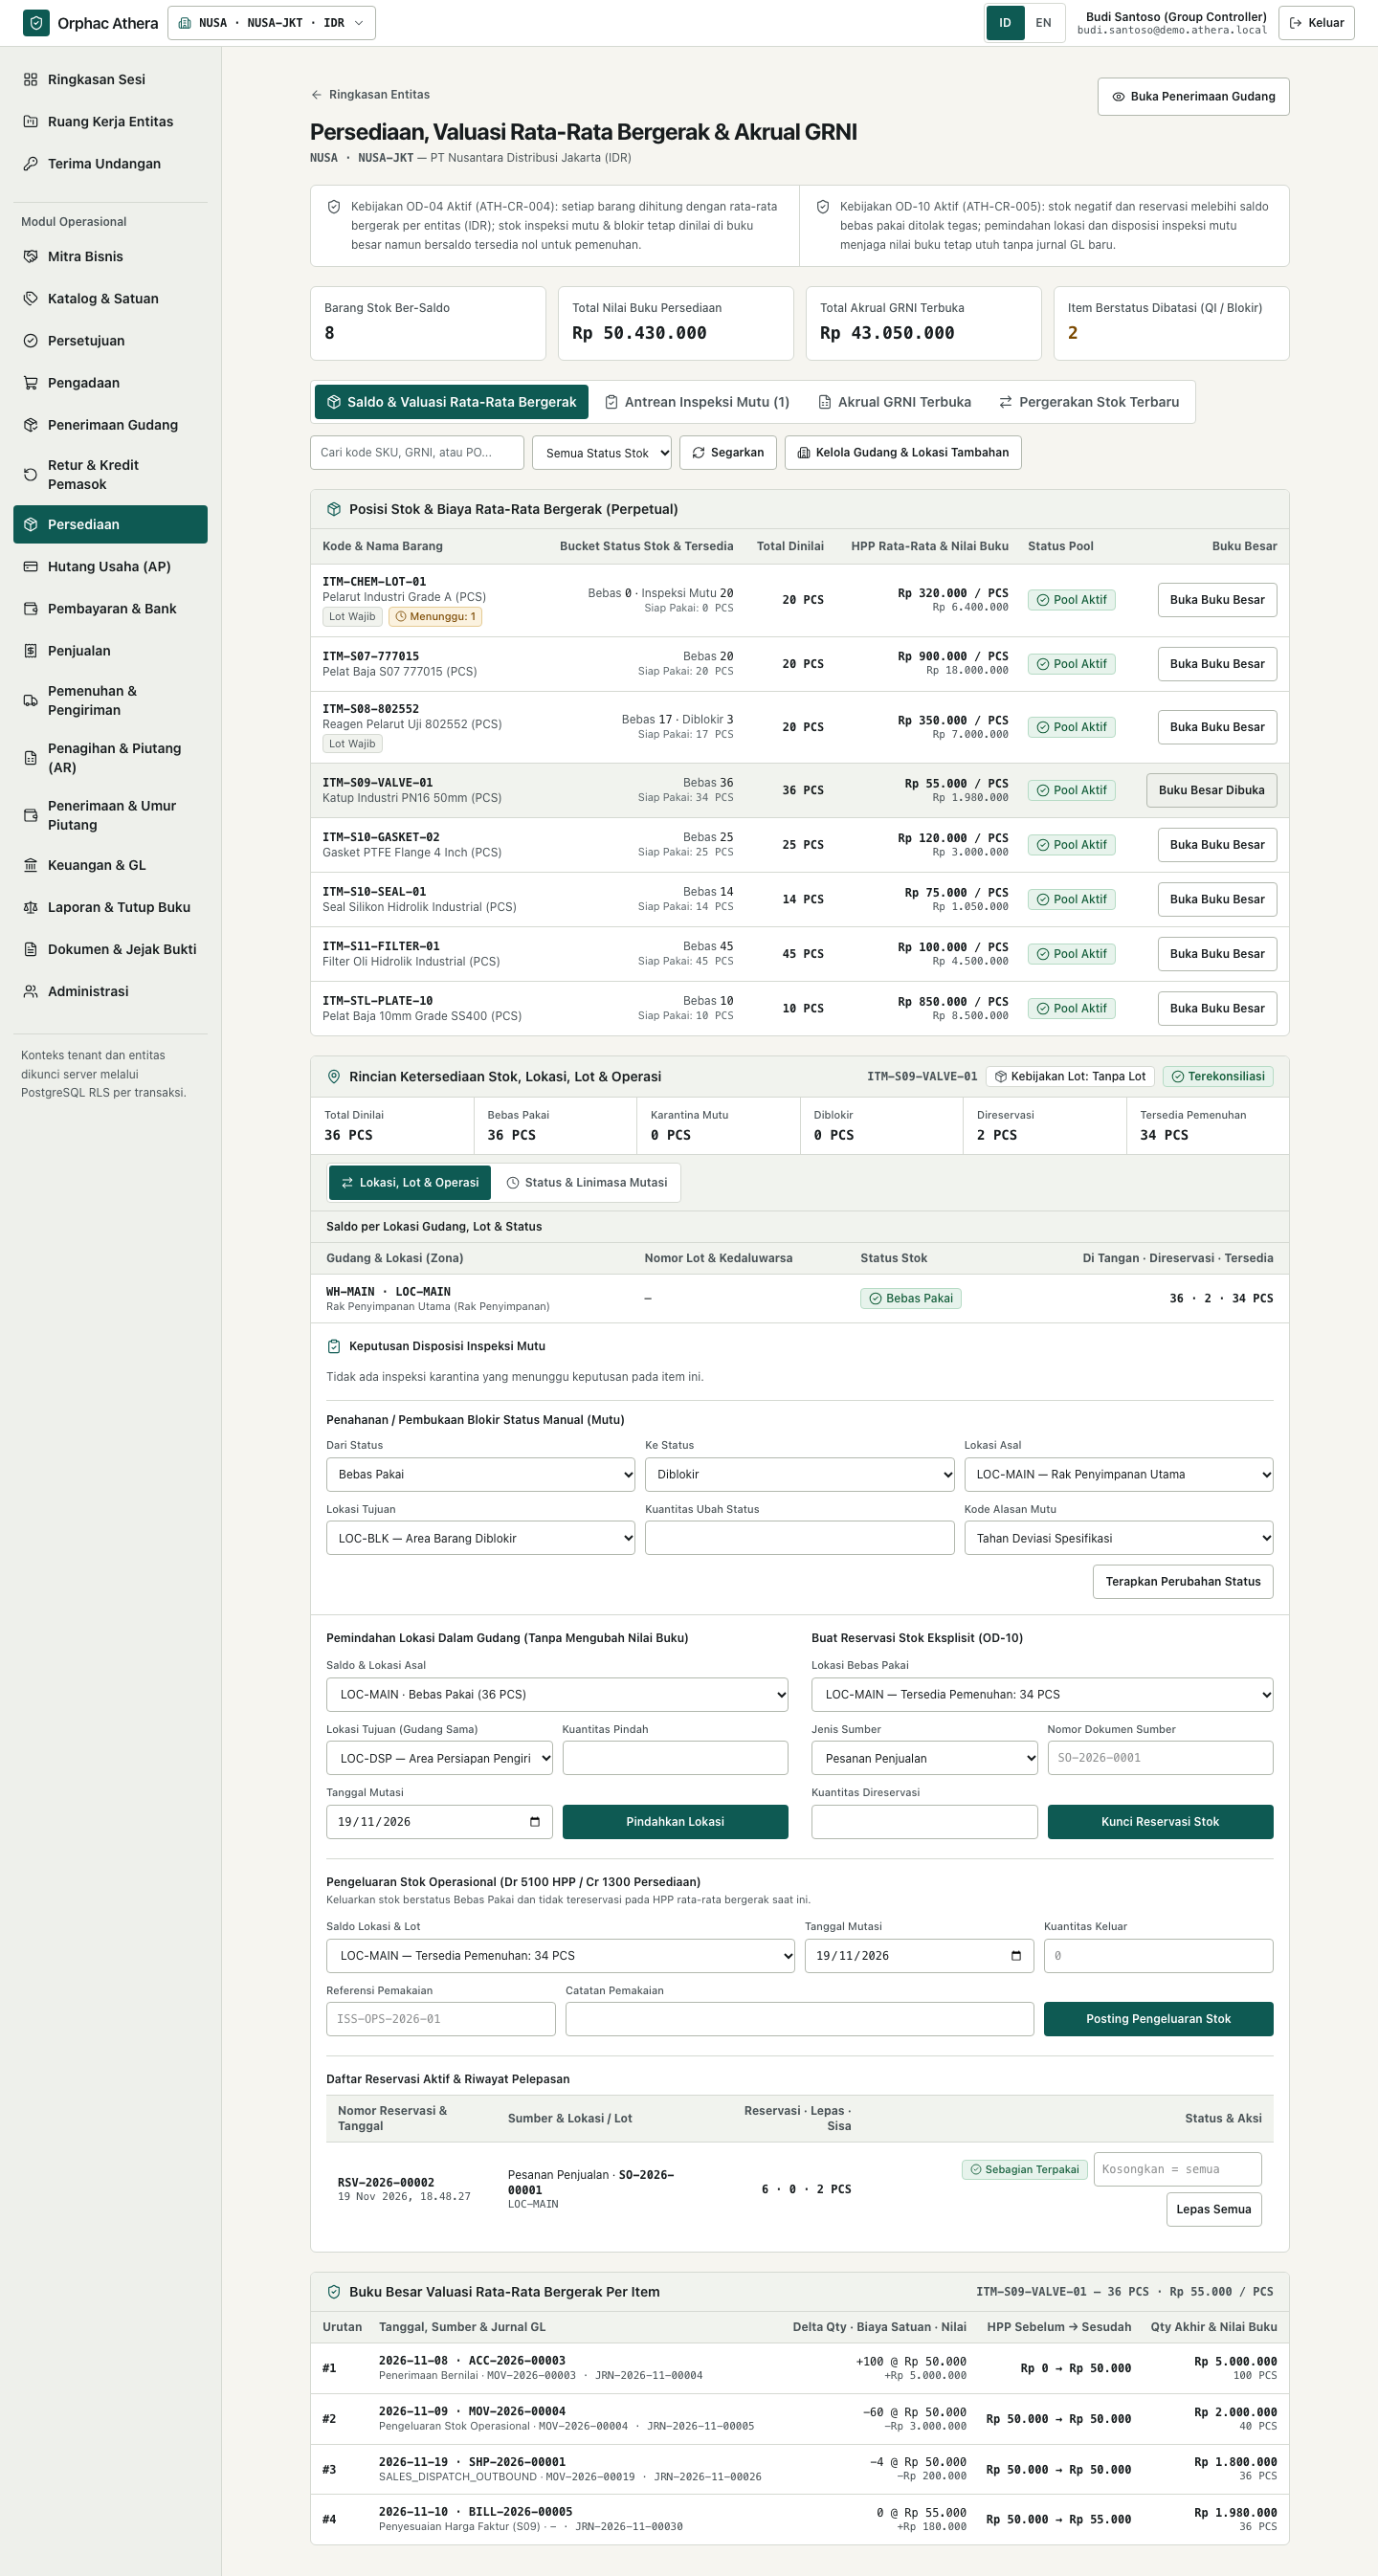 Orphac Athera
NUSA · NUSA-JKT · IDR
ID EN
Budi Santoso (Group Controller)
budi.santoso@demo.athera.local
Keluar
Ringkasan Sesi
Ruang Kerja Entitas
Terima Undangan
Modul Operasional
Mitra Bisnis
Katalog & Satuan
Persetujuan
Pengadaan
Penerimaan Gudang
Retur & Kredit
Pemasok
Persediaan
Hutang Usaha (AP)
Pembayaran & Bank
Penjualan
Pemenuhan &
Pengiriman
Penagihan & Piutang
(AR)
Penerimaan & Umur
Piutang
Keuangan & GL
Laporan & Tutup Buku
Dokumen & Jejak Bukti
Administrasi
Konteks tenant dan entitas
dikunci server melalui
PostgreSQL RLS per transaksi.
Ringkasan Entitas
Buka Penerimaan Gudang
Persediaan, Valuasi Rata-Rata Bergerak & Akrual GRNI
NUSA · NUSA-JKT — PT Nusantara Distribusi Jakarta (IDR)
Kebijakan OD-04 Aktif (ATH-CR-004): setiap barang dihitung dengan rata-rata
bergerak per entitas (IDR); stok inspeksi mutu & blokir tetap dinilai di buku
besar namun bersaldo tersedia nol untuk pemenuhan.
Kebijakan OD-10 Aktif (ATH-CR-005): stok negatif dan reservasi melebihi saldo
bebas pakai ditolak tegas; pemindahan lokasi dan disposisi inspeksi mutu
menjaga nilai buku tetap utuh tanpa jurnal GL baru.
Barang Stok Ber-Saldo
8
Total Nilai Buku Persediaan
Rp 50.430.000
Total Akrual GRNI Terbuka
Rp 43.050.000
Item Berstatus Dibatasi (QI / Blokir)
2
Saldo & Valuasi Rata-Rata Bergerak
Antrean Inspeksi Mutu (1)
Akrual GRNI Terbuka
Pergerakan Stok Terbaru
Cari kode SKU, GRNI, atau PO...
Semua Status Stok
Segarkan
Kelola Gudang & Lokasi Tambahan
Posisi Stok & Biaya Rata-Rata Bergerak (Perpetual)
Kode & Nama Barang Bucket Status Stok & Tersedia Total Dinilai HPP Rata-Rata & Nilai Buku Status Pool Buku Besar
ITM-CHEM-LOT-01
Pelarut Industri Grade A (PCS)
Lot Wajib Menunggu: 1
Bebas 0 · Inspeksi Mutu 20
Siap Pakai: 0 PCS
20 PCS
Rp 320.000 / PCS
Rp 6.400.000
Pool Aktif
Buka Buku Besar
ITM-S07-777015
Pelat Baja S07 777015 (PCS)
Bebas 20
Siap Pakai: 20 PCS
20 PCS
Rp 900.000 / PCS
Rp 18.000.000
Pool Aktif
Buka Buku Besar
ITM-S08-802552
Reagen Pelarut Uji 802552 (PCS)
Lot Wajib
Bebas 17 · Diblokir 3
Siap Pakai: 17 PCS
20 PCS
Rp 350.000 / PCS
Rp 7.000.000
Pool Aktif
Buka Buku Besar
ITM-S09-VALVE-01
Katup Industri PN16 50mm (PCS)
Bebas 36
Siap Pakai: 34 PCS
36 PCS
Rp 55.000 / PCS
Rp 1.980.000
Pool Aktif
Buku Besar Dibuka
ITM-S10-GASKET-02
Gasket PTFE Flange 4 Inch (PCS)
Bebas 25
Siap Pakai: 25 PCS
25 PCS
Rp 120.000 / PCS
Rp 3.000.000
Pool Aktif
Buka Buku Besar
ITM-S10-SEAL-01
Seal Silikon Hidrolik Industrial (PCS)
Bebas 14
Siap Pakai: 14 PCS
14 PCS
Rp 75.000 / PCS
Rp 1.050.000
Pool Aktif
Buka Buku Besar
ITM-S11-FILTER-01
Filter Oli Hidrolik Industrial (PCS)
Bebas 45
Siap Pakai: 45 PCS
45 PCS
Rp 100.000 / PCS
Rp 4.500.000
Pool Aktif
Buka Buku Besar
ITM-STL-PLATE-10
Pelat Baja 10mm Grade SS400 (PCS)
Bebas 10
Siap Pakai: 10 PCS
10 PCS
Rp 850.000 / PCS
Rp 8.500.000
Pool Aktif
Buka Buku Besar
Rincian Ketersediaan Stok, Lokasi, Lot & Operasi
ITM-S09-VALVE-01
Kebijakan Lot: Tanpa Lot
Terekonsiliasi
Total Dinilai
36 PCS
Bebas Pakai
36 PCS
Karantina Mutu
0 PCS
Diblokir
0 PCS
Direservasi
2 PCS
Tersedia Pemenuhan
34 PCS
Lokasi, Lot & Operasi
Status & Linimasa Mutasi
Saldo per Lokasi Gudang, Lot & Status
Gudang & Lokasi (Zona) Nomor Lot & Kedaluwarsa Status Stok Di Tangan · Direservasi · Tersedia
WH-MAIN · LOC-MAIN
Rak Penyimpanan Utama (Rak Penyimpanan)
—
Bebas Pakai
36 · 2 · 34 PCS
Keputusan Disposisi Inspeksi Mutu
Tidak ada inspeksi karantina yang menunggu keputusan pada item ini.
Penahanan / Pembukaan Blokir Status Manual (Mutu)
Dari Status Ke Status Lokasi Asal
Bebas Pakai Diblokir LOC-MAIN — Rak Penyimpanan Utama
Lokasi Tujuan Kuantitas Ubah Status Kode Alasan Mutu
LOC-BLK — Area Barang Diblokir Tahan Deviasi Spesifikasi
Terapkan Perubahan Status
Pemindahan Lokasi Dalam Gudang (Tanpa Mengubah Nilai Buku)
Saldo & Lokasi Asal
LOC-MAIN · Bebas Pakai (36 PCS)
Lokasi Tujuan (Gudang Sama) Kuantitas Pindah
LOC-DSP — Area Persiapan Pengiri
Tanggal Mutasi
19/11/2026
Pindahkan Lokasi
Buat Reservasi Stok Eksplisit (OD-10)
Lokasi Bebas Pakai
LOC-MAIN — Tersedia Pemenuhan: 34 PCS
Jenis Sumber Nomor Dokumen Sumber
Pesanan Penjualan SO-2026-0001
Kuantitas Direservasi
Kunci Reservasi Stok
Pengeluaran Stok Operasional (Dr 5100 HPP / Cr 1300 Persediaan)
Keluarkan stok berstatus Bebas Pakai dan tidak tereservasi pada HPP rata-rata bergerak saat ini.
Saldo Lokasi & Lot Tanggal Mutasi Kuantitas Keluar
LOC-MAIN — Tersedia Pemenuhan: 34 PCS 19/11/2026 0
Referensi Pemakaian Catatan Pemakaian
ISS-OPS-2026-01
Posting Pengeluaran Stok
Daftar Reservasi Aktif & Riwayat Pelepasan
Nomor Reservasi &
Tanggal
Sumber & Lokasi / Lot
Reservasi · Lepas ·
Sisa
Status & Aksi
RSV-2026-00002
19 Nov 2026, 18.48.27
Pesanan Penjualan · SO-2026-
00001
LOC-MAIN
6 · 0 · 2 PCS
Sebagian Terpakai
Kosongkan = semua
Lepas Semua
Buku Besar Valuasi Rata-Rata Bergerak Per Item
ITM-S09-VALVE-01 — 36 PCS · Rp 55.000 / PCS
Urutan Tanggal, Sumber & Jurnal GL Delta Qty · Biaya Satuan · Nilai HPP Sebelum → Sesudah Qty Akhir & Nilai Buku
#1
2026-11-08 · ACC-2026-00003
Penerimaan Bernilai · MOV-2026-00003 · JRN-2026-11-00004
+100 @ Rp 50.000
+Rp 5.000.000
Rp 0 → Rp 50.000
Rp 5.000.000
100 PCS
#2
2026-11-09 · MOV-2026-00004
Pengeluaran Stok Operasional · MOV-2026-00004 · JRN-2026-11-00005
-60 @ Rp 50.000
-Rp 3.000.000
Rp 50.000 → Rp 50.000
Rp 2.000.000
40 PCS
#3
2026-11-19 · SHP-2026-00001
SALES_DISPATCH_OUTBOUND · MOV-2026-00019 · JRN-2026-11-00026
-4 @ Rp 50.000
-Rp 200.000
Rp 50.000 → Rp 50.000
Rp 1.800.000
36 PCS
#4
2026-11-10 · BILL-2026-00005
Penyesuaian Harga Faktur (S09) · — · JRN-2026-11-00030
0 @ Rp 55.000
+Rp 180.000
Rp 50.000 → Rp 55.000
Rp 1.980.000
36 PCS